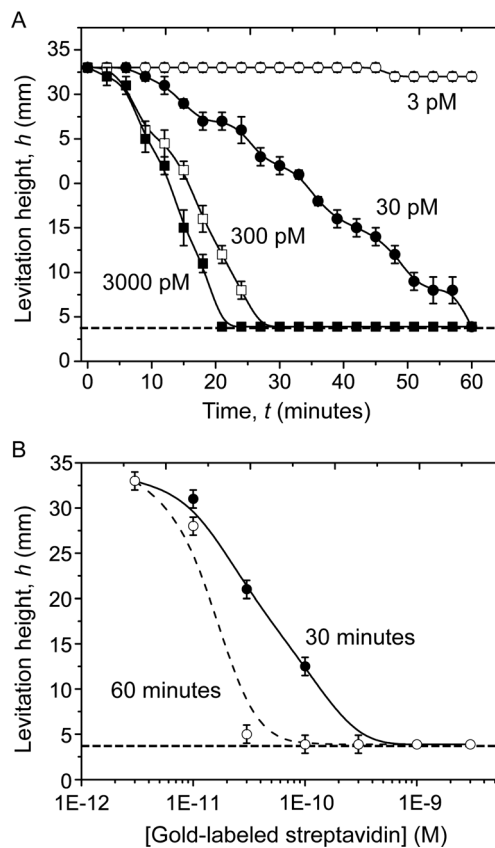 A
Levitation height, h (mm)
35
30
5
0
15
10
5
0
3 pM
30 pM
300 pM
3000 pM
0 10 20 30 40 50 60
Time, t (minutes)
B
Levitation height, h (mm)
35
30
25
20
15
10
5
0
30 minutes
60 minutes
1E-12 1E-11 1E-10 1E-9
[Gold-labeled streptavidin] (M)